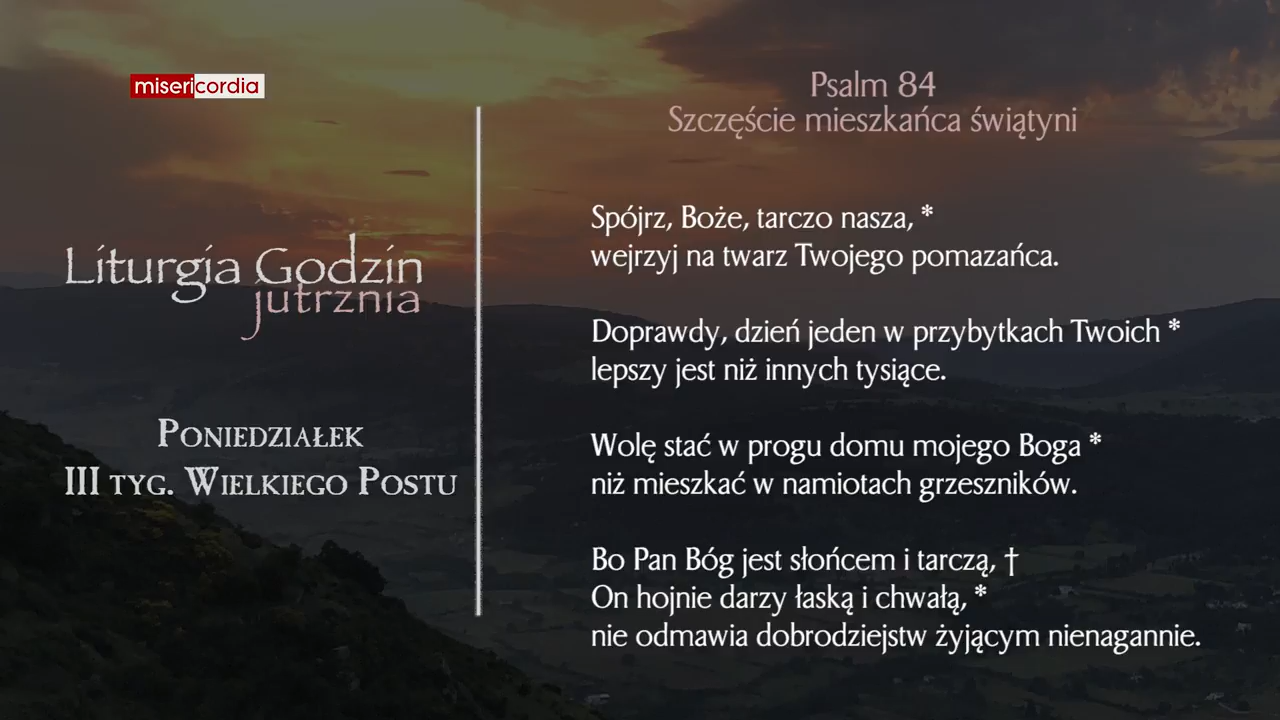 misericordia
Liturgia Godzin
jutrznia
Poniedziałek
III tyg. Wielkiego Postu
Psalm 84
Szczęście mieszkańca świątyni
Spójrz, Boże, tarczo nasza, *
wejrzyj na twarz Twojego pomazańca.
Doprawdy, dzień jeden w przybytkach Twoich *
lepszy jest niż innych tysiące.
Wolę stać w progu domu mojego Boga *
niż mieszkać w namiotach grzeszników.
Bo Pan Bóg jest słońcem i tarczą, †
On hojnie darzy łaską i chwałą, *
nie odmawia dobrodziejstw żyjącym nienagannie.